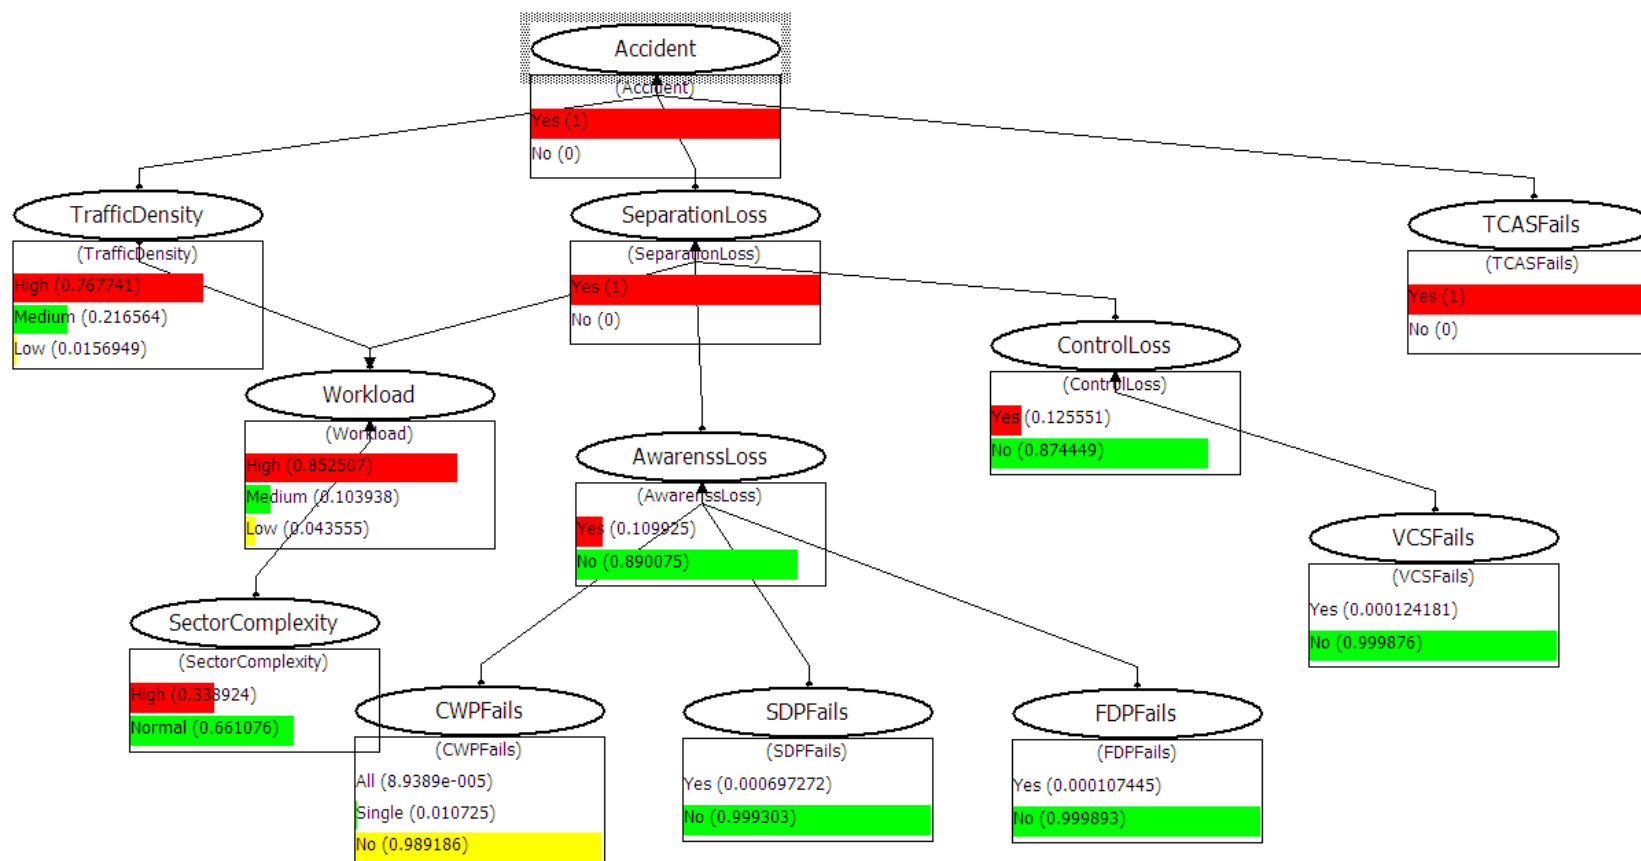 Accident
(Accident)
Yes (1)
No (0)
TrafficDensity
(TrafficDensity)
High (0.767741)
Medium (0.216564)
Low (0.0156949)
SeparationLoss
(SeparationLoss)
Yes (1)
No (0)
TCASFails
(TCASFails)
Yes (1)
No (0)
Workload
(Workload)
High (0.852507)
Medium (0.103938)
Low (0.043555)
ControlLoss
(ControlLoss)
Yes (0.125551)
No (0.874449)
AwarenssLoss
(AwarenssLoss)
Yes (0.109925)
No (0.890075)
VCSFails
(VCSFails)
Yes (0.000124181)
No (0.999876)
SectorComplexity
(SectorComplexity)
High (0.338924)
Normal (0.661076)
CWPFails
(CWPFails)
All (8.9389e-005)
Single (0.010725)
No (0.989186)
SDPFails
(SDPFails)
Yes (0.000697272)
No (0.999303)
FDPFails
(FDPFails)
Yes (0.000107445)
No (0.999893)